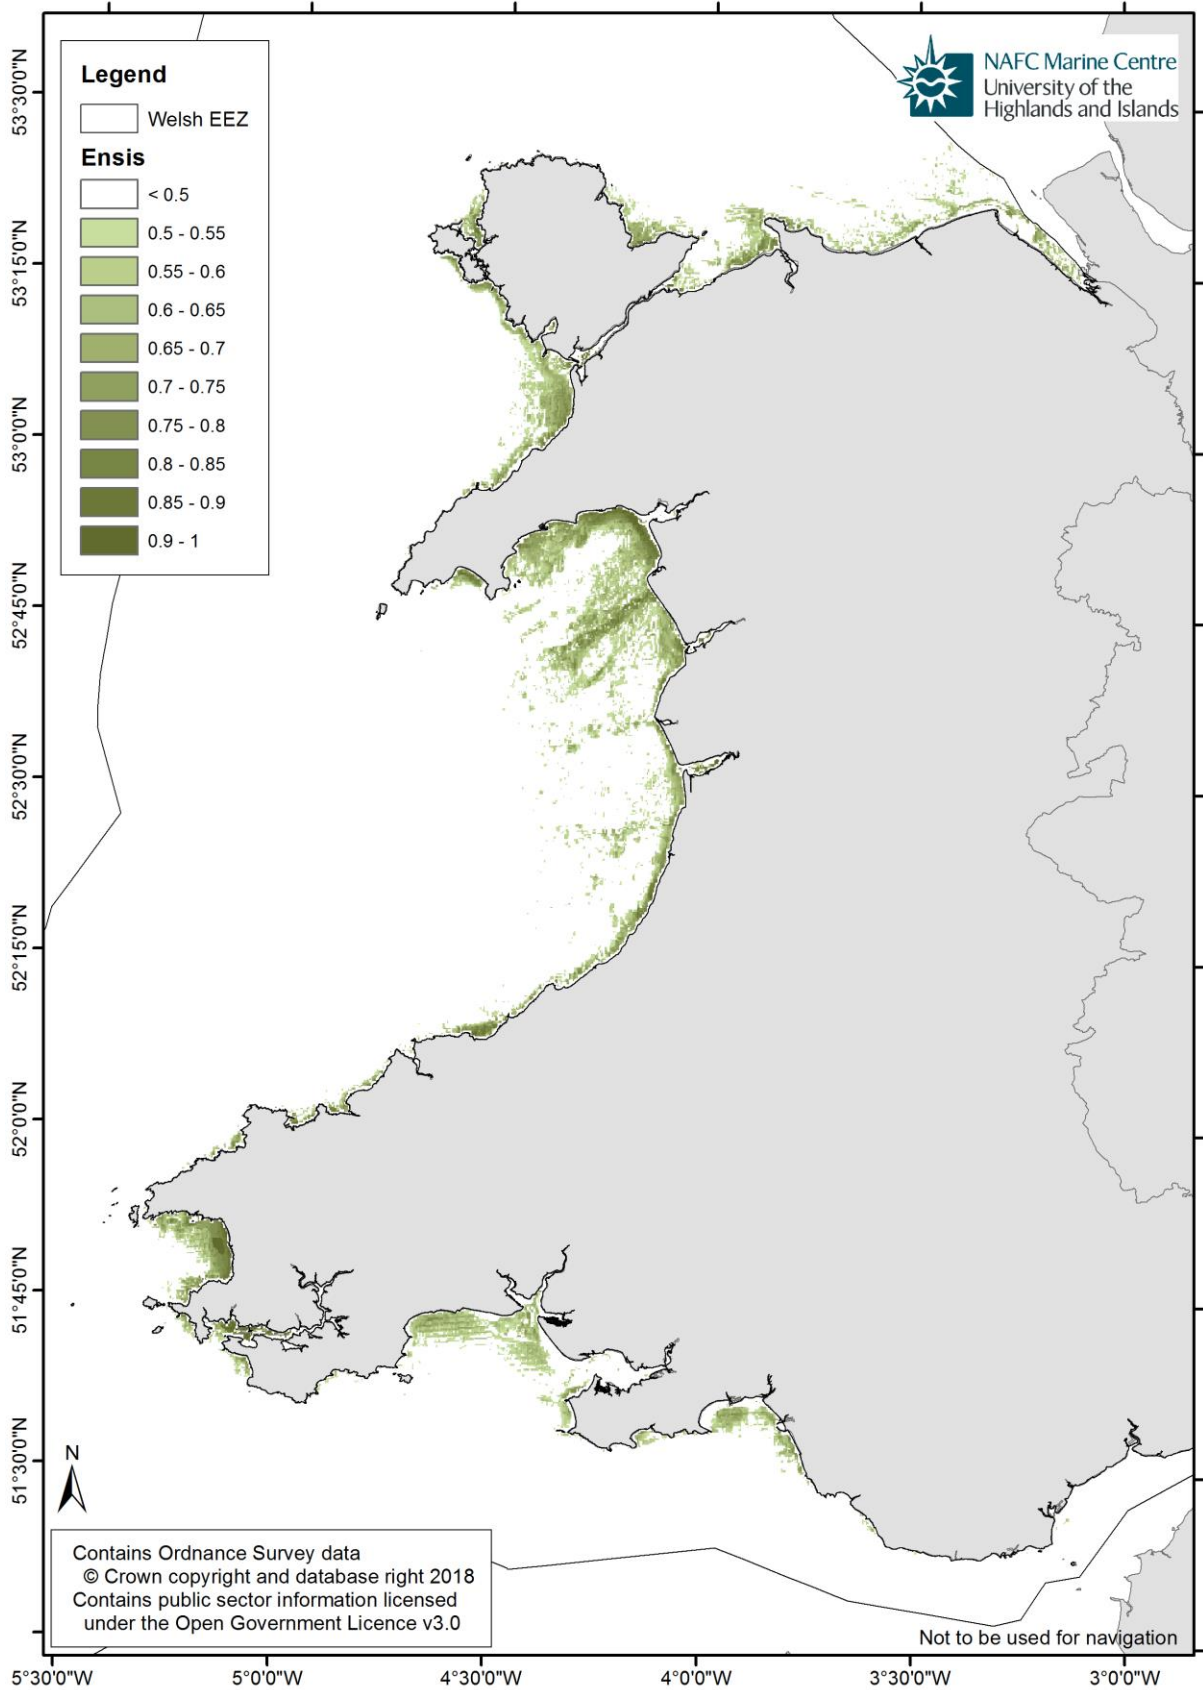 Legend
Welsh EEZ
Ensis
< 0.5
0.5 - 0.55
0.55 - 0.6
0.6 - 0.65
0.65 - 0.7
0.7 - 0.75
0.75 - 0.8
0.8 - 0.85
0.85 - 0.9
0.9 - 1
NAFC Marine Centre
University of the
Highlands and Islands
53°30'0"N
53°15'0"N
53°0'0"N
52°45'0"N
52°30'0"N
52°15'0"N
52°0'0"N
51°45'0"N
51°30'0"N
N
Contains Ordnance Survey data
© Crown copyright and database right 2018
Contains public sector information licensed
under the Open Government Licence v3.0
Not to be used for navigation
5°30'0"W
5°0'0"W
4°30'0"W
4°0'0"W
3°30'0"W
3°0'0"W